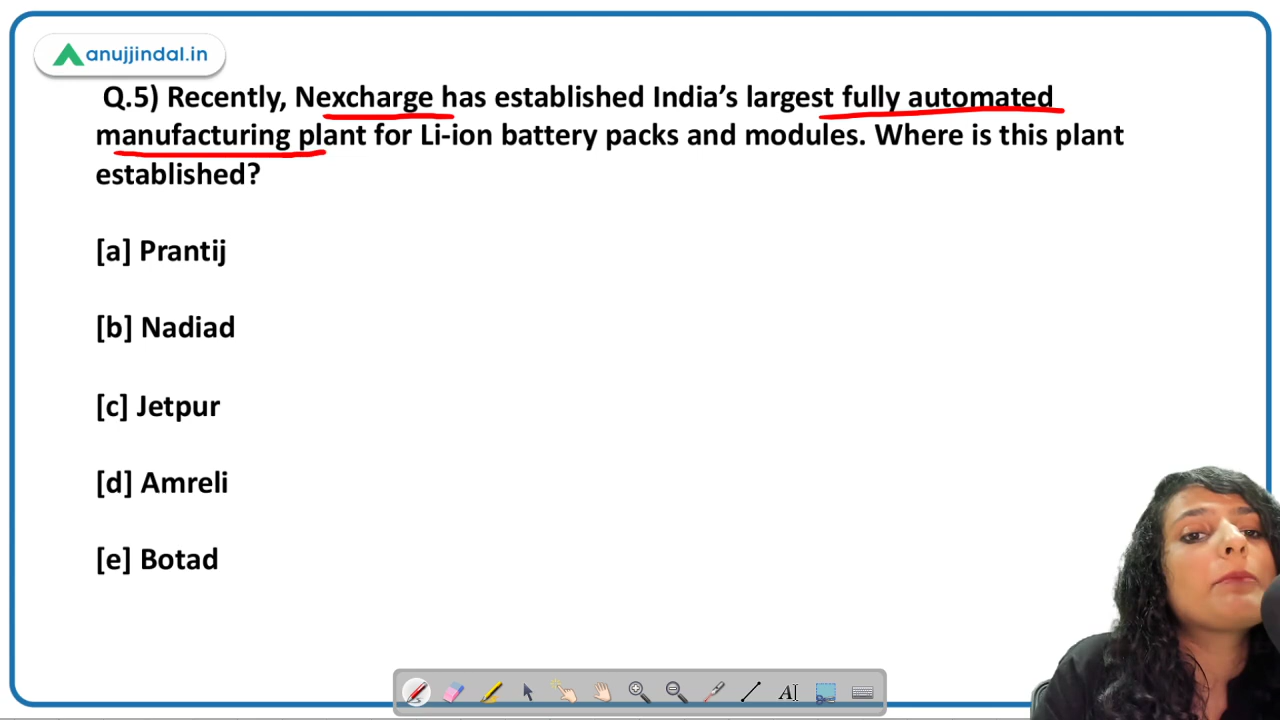 anujjindal.in
Q.5) Recently, Nexcharge has established India’s largest fully automated
manufacturing plant for Li-ion battery packs and modules. Where is this plant
established?
[a] Prantij
[b] Nadiad
[c] Jetpur
[d] Amreli
[e] Botad
A